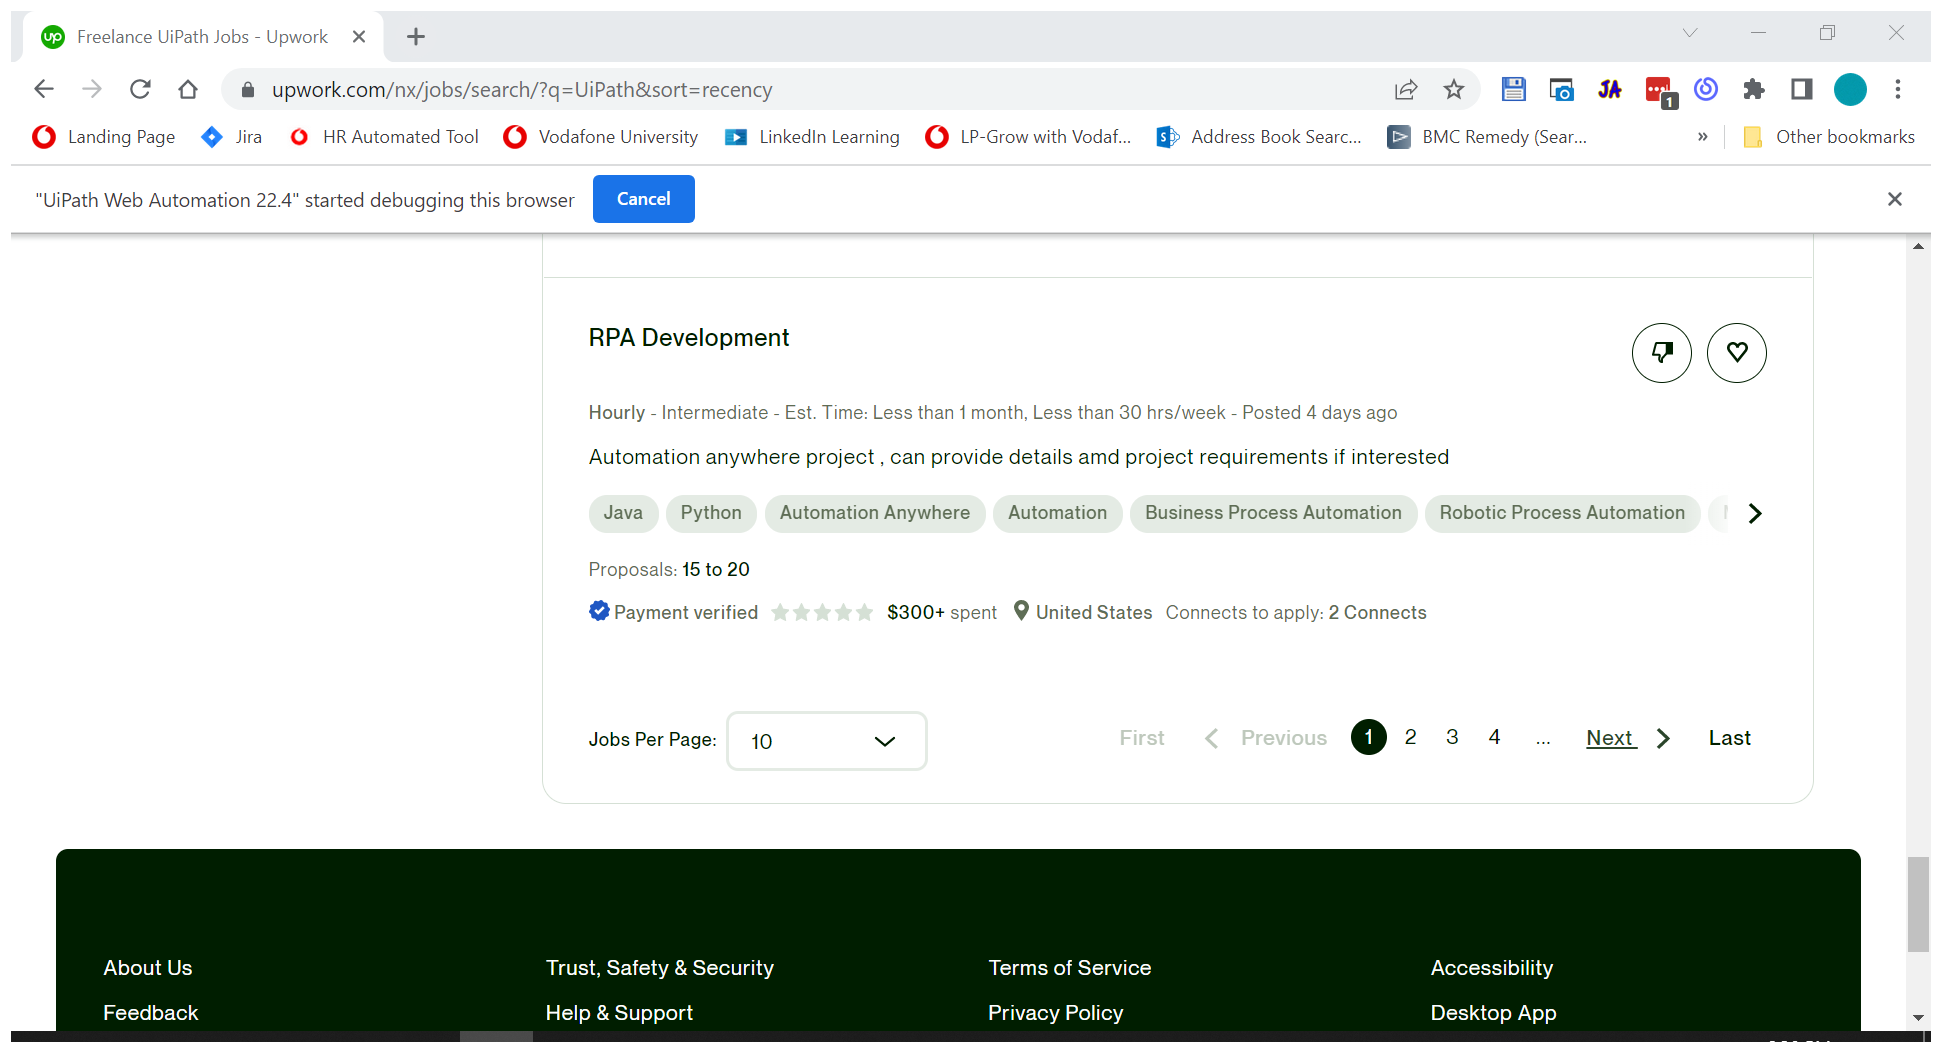 up Freelance UiPath Jobs - Upwork
upwork.com/nx/jobs/search/?q=UiPath&sort=recency
JA
1
Landing Page Jira HR Automated Tool Vodafone University LinkedIn Learning LP-Grow with Vodaf... Address Book Searc... BMC Remedy (Sear... » Other bookmarks
"UiPath Web Automation 22.4" started debugging this browser Cancel
RPA Development
Hourly - Intermediate - Est. Time: Less than 1 month, Less than 30 hrs/week - Posted 4 days ago
Automation anywhere project , can provide details amd project requirements if interested
Java Python Automation Anywhere Automation Business Process Automation Robotic Process Automation
Proposals: 15 to 20
Payment verified $300+ spent United States Connects to apply: 2 Connects
Jobs Per Page: 10 First Previous 1 2 3 4 ... Next Last
About Us Trust, Safety & Security Terms of Service Accessibility
Feedback Help & Support Privacy Policy Desktop App